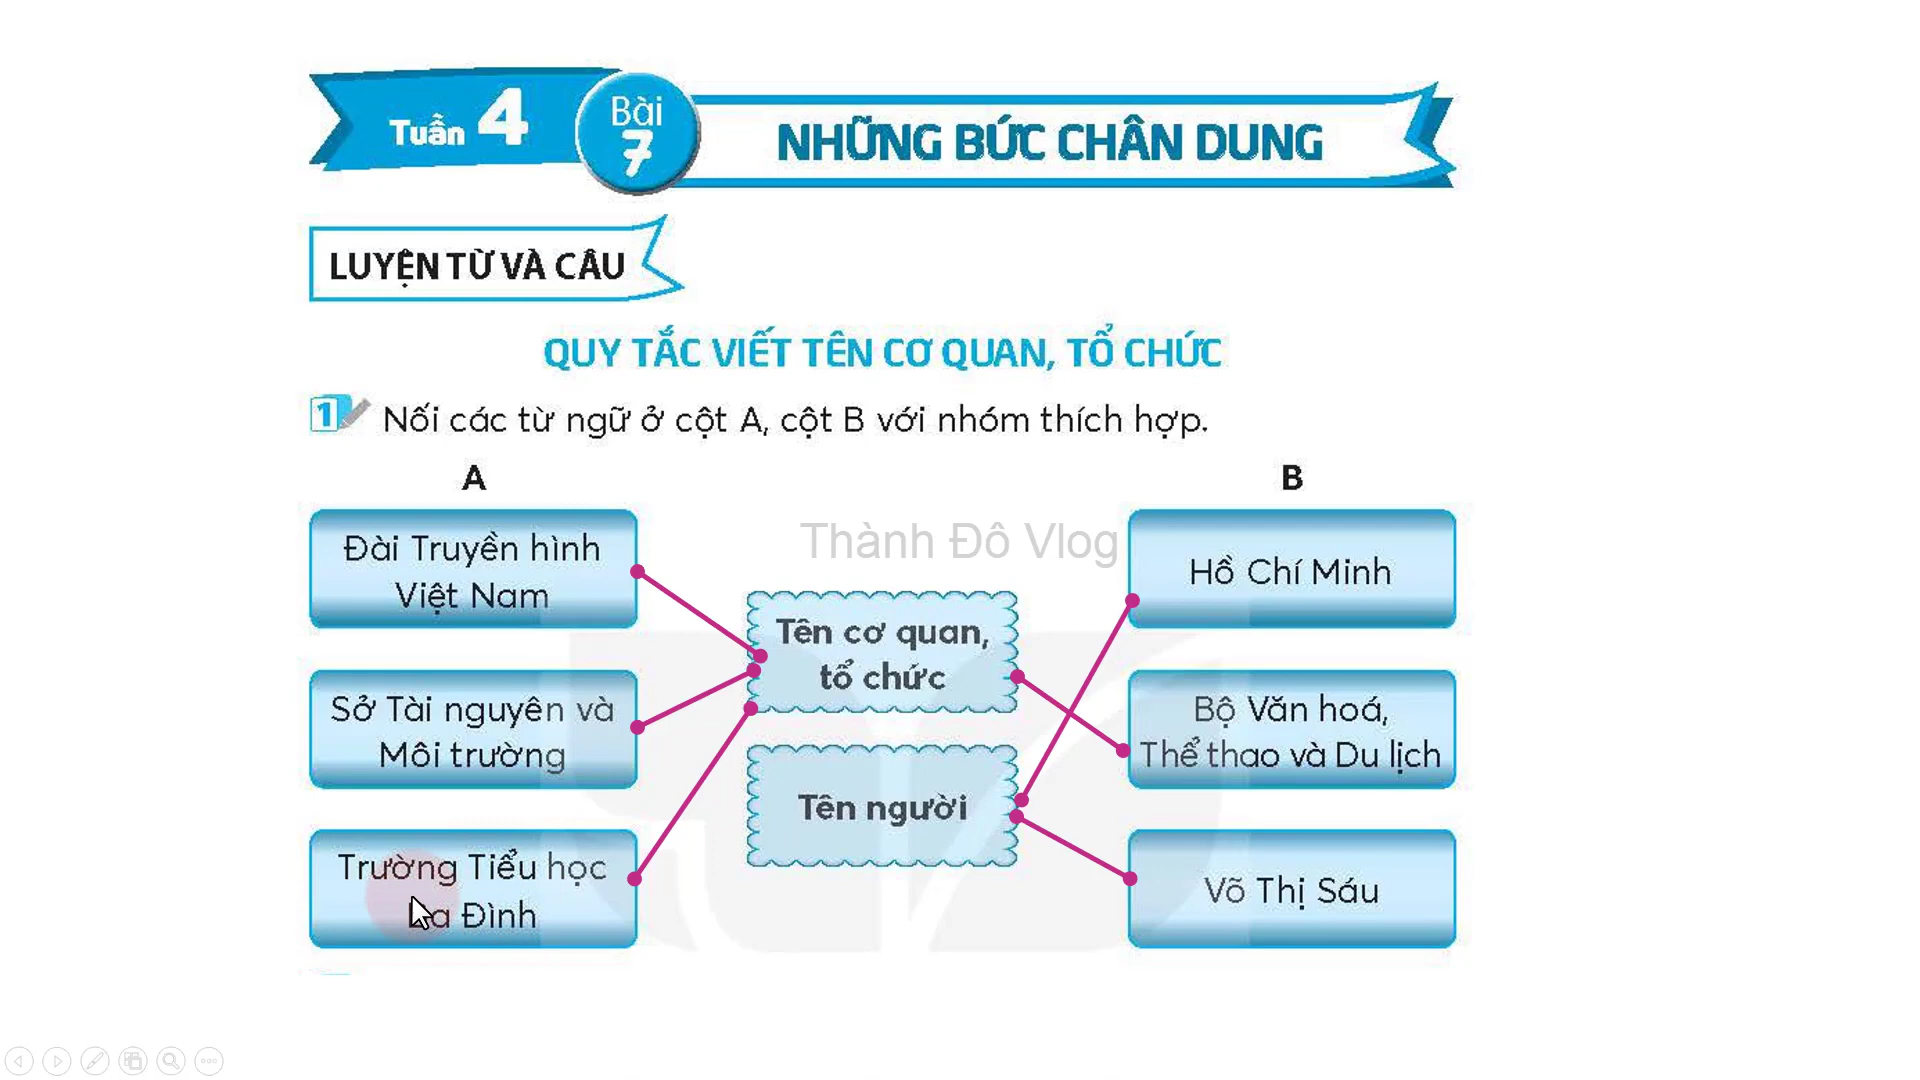 Tuần 4
Bài 7
NHỮNG BỨC CHÂN DUNG
LUYỆN TỪ VÀ CÂU
QUY TẮC VIẾT TÊN CƠ QUAN, TỔ CHỨC
1 Nối các từ ngữ ở cột A, cột B với nhóm thích hợp.
A
Đài Truyền hình
Việt Nam
Sở Tài nguyên và
Môi trường
Trường Tiểu học
Đình
Thành Đô Vlog
Tên cơ quan,
tổ chức
Tên người
B
Hồ Chí Minh
Bộ Văn hoá,
Thể thao và Du lịch
Võ Thị Sáu